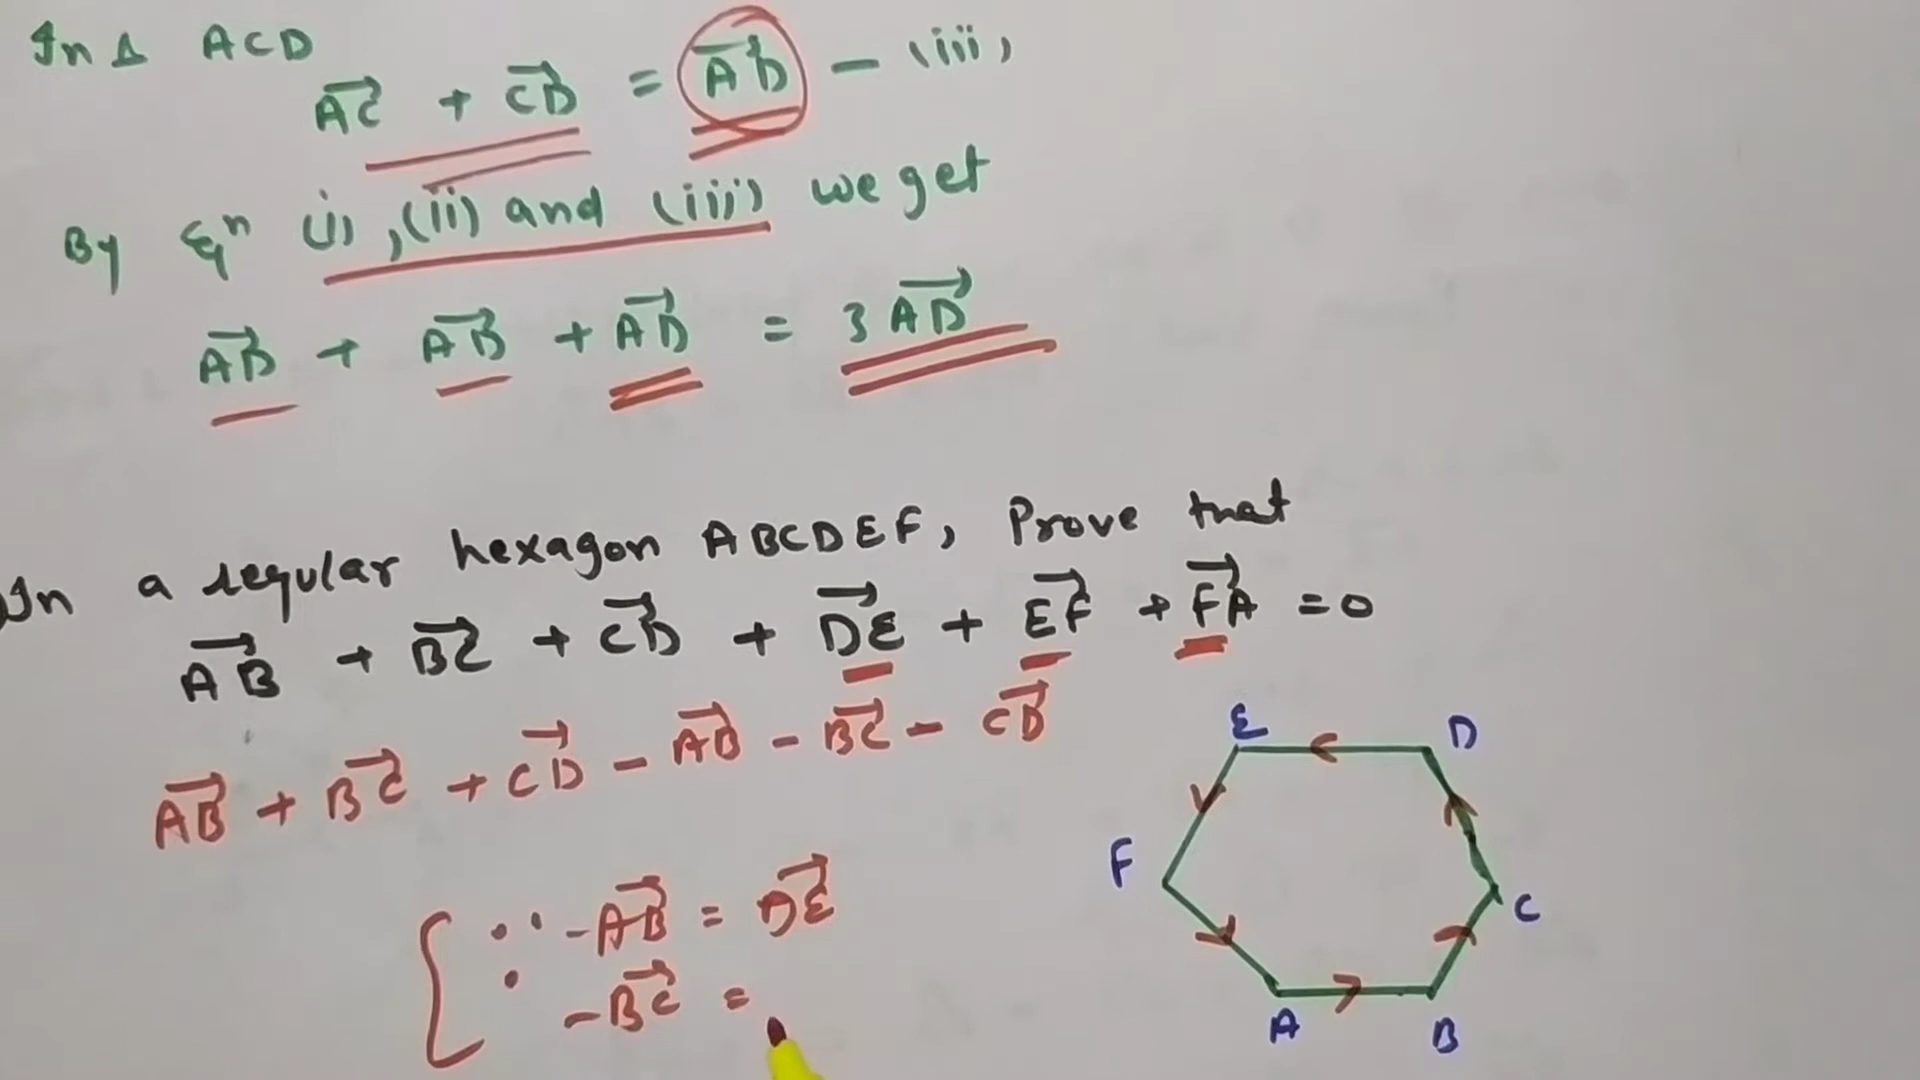 In Δ ACD
AC⃗ + CD⃗ = AD⃗ — (iii)
By Eqⁿ (i), (ii) and (iii) we get
AD⃗ + AD⃗ + AD⃗ = 3 AD⃗
In a regular hexagon ABCDEF, Prove that
AB⃗ + BC⃗ + CD⃗ + DE⃗ + EF⃗ + FA⃗ = 0
AB⃗ + BC⃗ + CD⃗ - AB⃗ - BC⃗ - CD⃗
[ ∵ -AB⃗ = DE⃗
-BC⃗ =
E
D
F
C
A
B